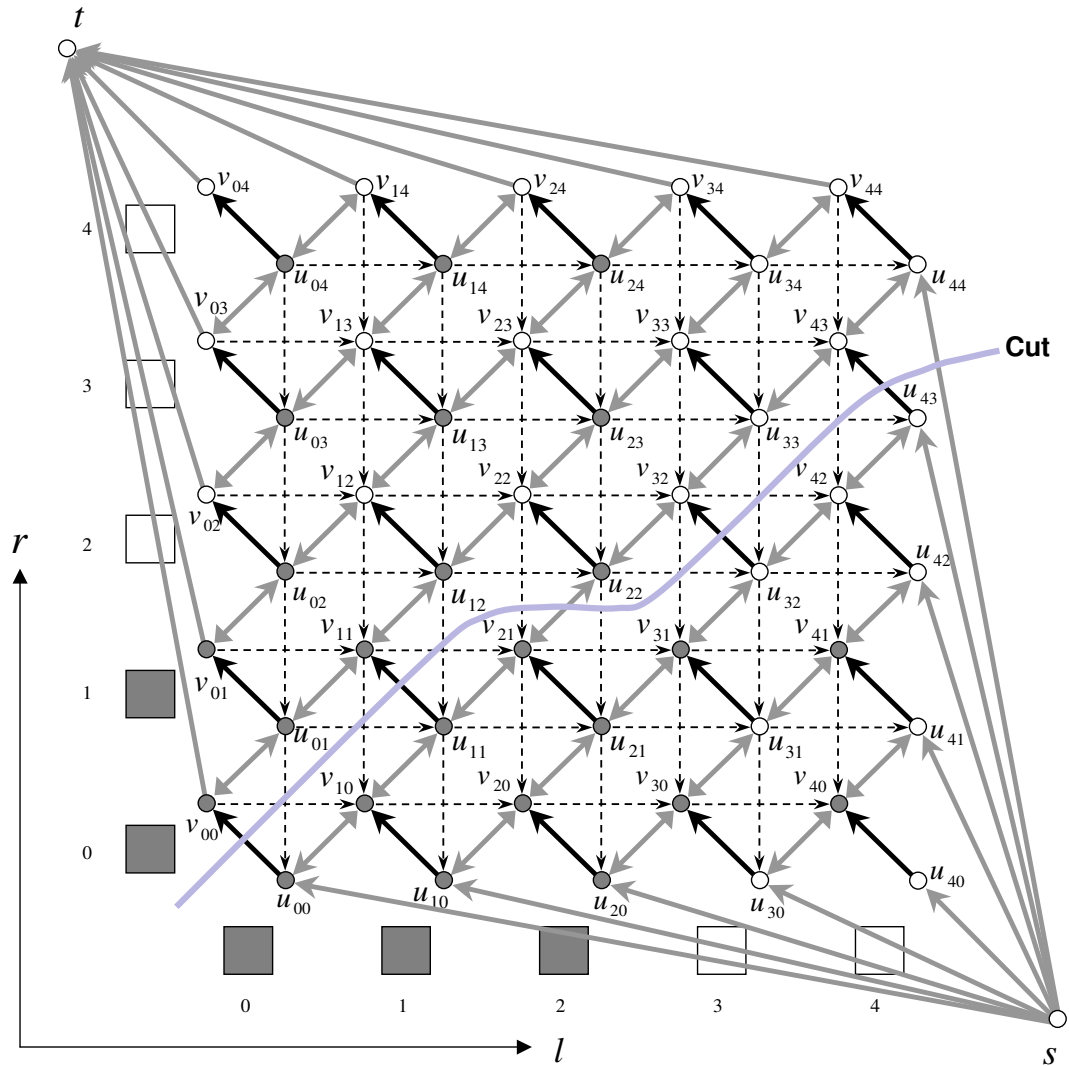 t
v04 v14 v24 v34 v44
4
u04 u14 u24 u34 u44
v03 v13 v23 v33 v43
Cut
3
u03 u13 u23 u33 u43
v02 v12 v22 v32 v42
r
2
u02 u12 u22 u32 u42
v01 v11 v21 v31 v41
1
u01 u11 u21 u31 u41
v00 v10 v20 v30 v40
0
u00 u10 u20 u30 u40
0 1 2 3 4
l
s